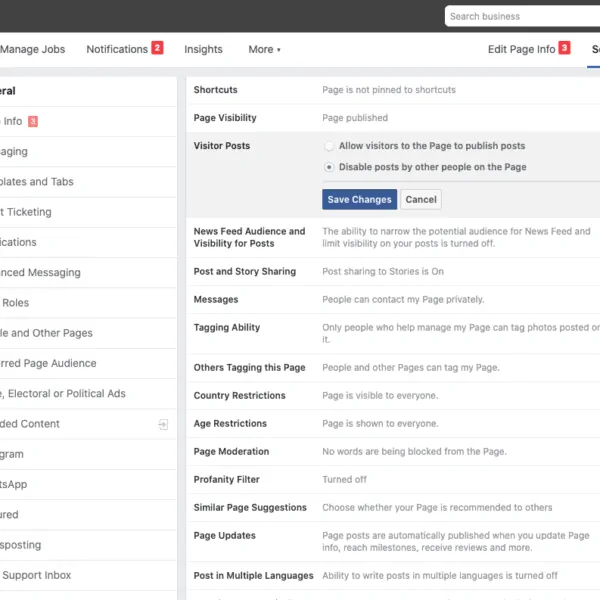 Search business
Manage Jobs Notifications 2 Insights More Edit Page Info 3 Se
eral
Info 3
aging
plates and Tabs
t Ticketing
ications
nced Messaging
Roles
le and Other Pages
rred Page Audience
, Electoral or Political Ads
ded Content
gram
tsApp
ured
sposting
Support Inbox
Shortcuts Page is not pinned to shortcuts
Page Visibility Page published
Visitor Posts Allow visitors to the Page to publish posts
Disable posts by other people on the Page
Save Changes Cancel
News Feed Audience and The ability to narrow the potential audience for News Feed and
Visibility for Posts limit visibility on your posts is turned off.
Post and Story Sharing Post sharing to Stories is On
Messages People can contact my Page privately.
Tagging Ability Only people who help manage my Page can tag photos posted on
it.
Others Tagging this Page People and other Pages can tag my Page.
Country Restrictions Page is visible to everyone.
Age Restrictions Page is shown to everyone.
Page Moderation No words are being blocked from the Page.
Profanity Filter Turned off
Similar Page Suggestions Choose whether your Page is recommended to others
Page Updates Page posts are automatically published when you update Page
info, reach milestones, receive reviews and more.
Post in Multiple Languages Ability to write posts in multiple languages is turned off